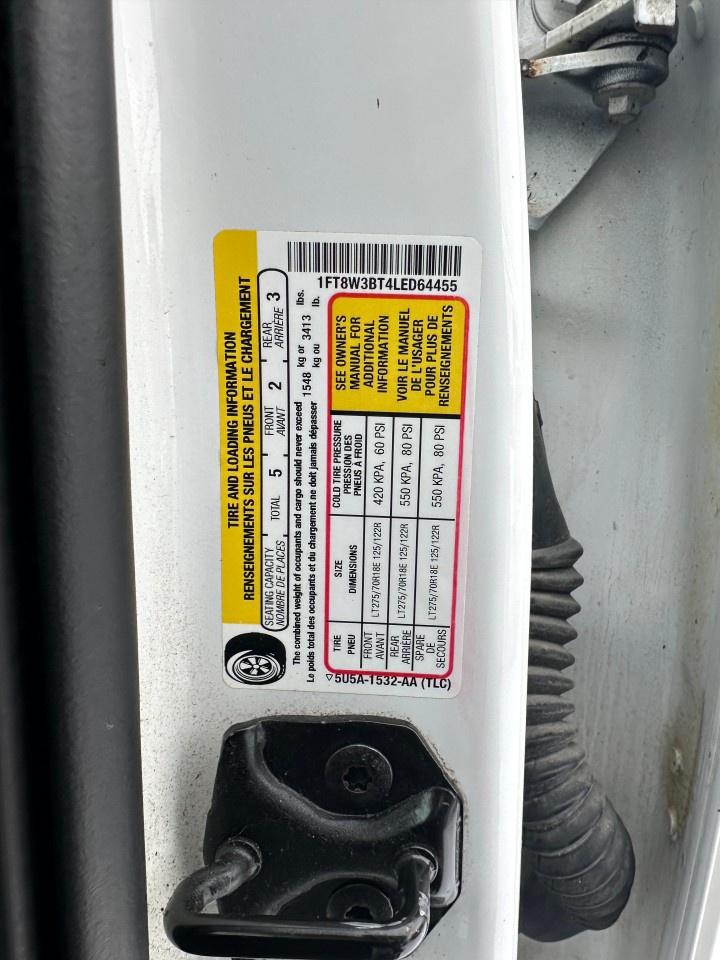 TIRE AND LOADING INFORMATION
RENSEIGNEMENTS SUR LES PNEUS ET LE CHARGEMENT
SEATING CAPACITY TOTAL 5 FRONT 2 REAR 3
NOMBRE DE PLACES AVANT ARRIÈRE
The combined weight of occupants and cargo should never exceed 1548 kg or 3413 lbs.
Le poids total des occupants et du chargement ne doit jamais dépasser kg ou lb.
TIRE SIZE COLD TIRE PRESSURE
PNEU DIMENSIONS PRESSION DES PNEUS À FROID
FRONT AVANT LT275/70R18E 125/122R 420 KPA, 60 PSI
REAR ARRIÈRE LT275/70R18E 125/122R 550 KPA, 80 PSI
SPARE DE SECOURS LT275/70R18E 125/122R 550 KPA, 80 PSI
SEE OWNER'S
MANUAL FOR
ADDITIONAL
INFORMATION
VOIR LE MANUEL
DE L'USAGER
POUR PLUS DE
RENSEIGNEMENTS
5U5A-1532-AA (TLC)
1FT8W3BT4LED64455